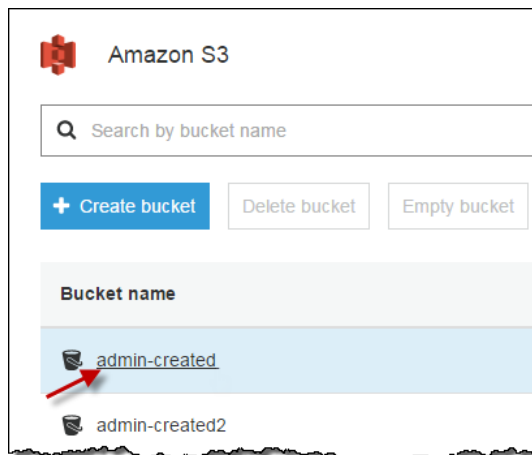 Amazon S3
Search by bucket name
+ Create bucket Delete bucket Empty bucket
Bucket name
admin-created
admin-created2